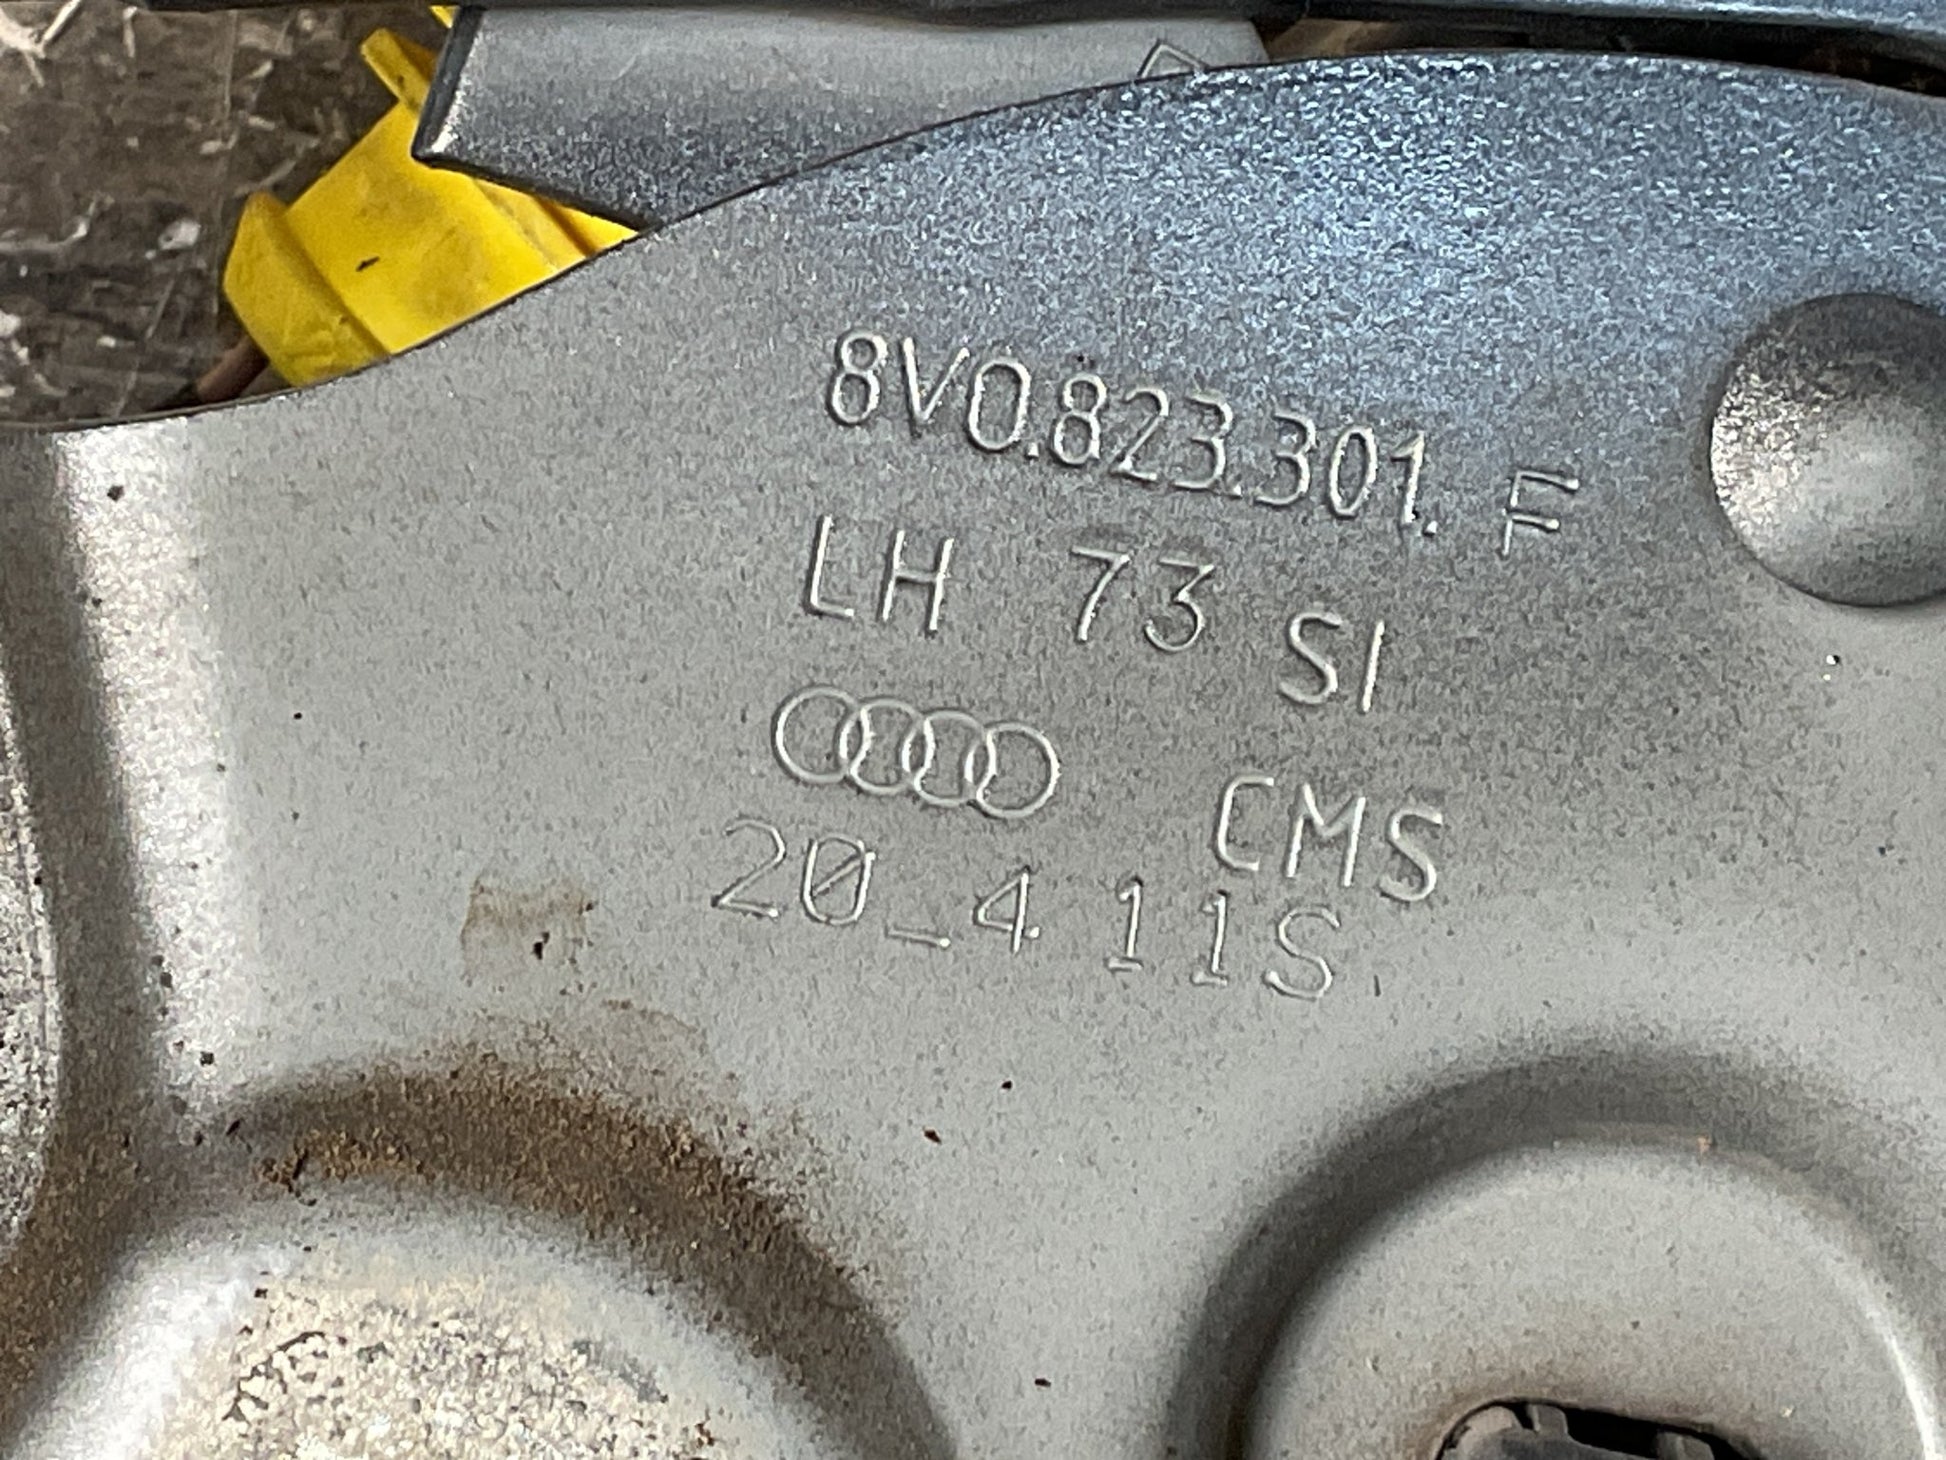 8V0.823.301. F
LH 73 SI
CMS
20_4 11S